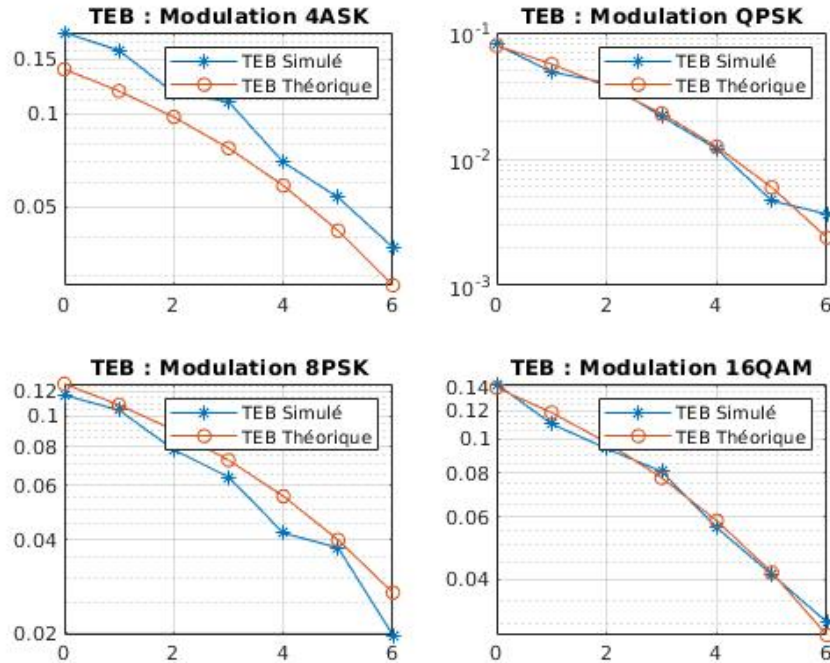 TEB : Modulation 4ASK
0.15
0.1
0.05
TEB Simulé
TEB Théorique
0 2 4 6
TEB : Modulation QPSK
10-1
10-2
10-3
TEB Simulé
TEB Théorique
0 2 4 6
TEB : Modulation 8PSK
0.12
0.1
0.08
0.06
0.04
0.02
TEB Simulé
TEB Théorique
0 2 4 6
TEB : Modulation 16QAM
0.14
0.12
0.1
0.08
0.06
0.04
TEB Simulé
TEB Théorique
0 2 4 6